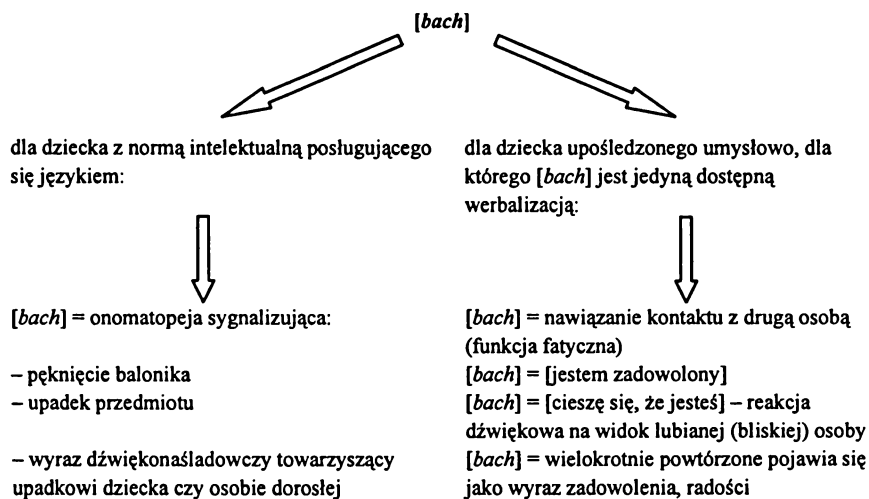 [bach]
dla dziecka z normą intelektualną posługującego
się językiem:
[bach] = onomatopeja sygnalizująca:
– pęknięcie balonika
– upadek przedmiotu
– wyraz dźwiękonaśladowczy towarzyszący
upadkowi dziecka czy osobie dorosłej
dla dziecka upośledzonego umysłowo, dla
którego [bach] jest jedyną dostępną
werbalizacją:
[bach] = nawiązanie kontaktu z drugą osobą
(funkcja fatyczna)
[bach] = [jestem zadowolony]
[bach] = [cieszę się, że jesteś] – reakcja
dźwiękowa na widok lubianej (bliskiej) osoby
[bach] = wielokrotnie powtórzone pojawia się
jako wyraz zadowolenia, radości